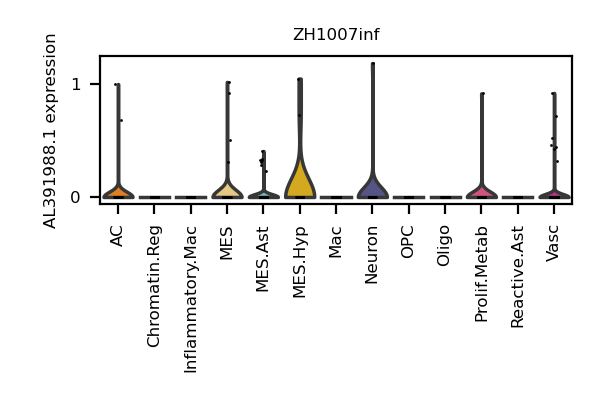 ZH1007inf
AL391988.1 expression
1
0
AC
Chromatin.Reg
Inflammatory.Mac
MES
MES.Ast
MES.Hyp
Mac
Neuron
OPC
Oligo
Prolif.Metab
Reactive.Ast
Vasc